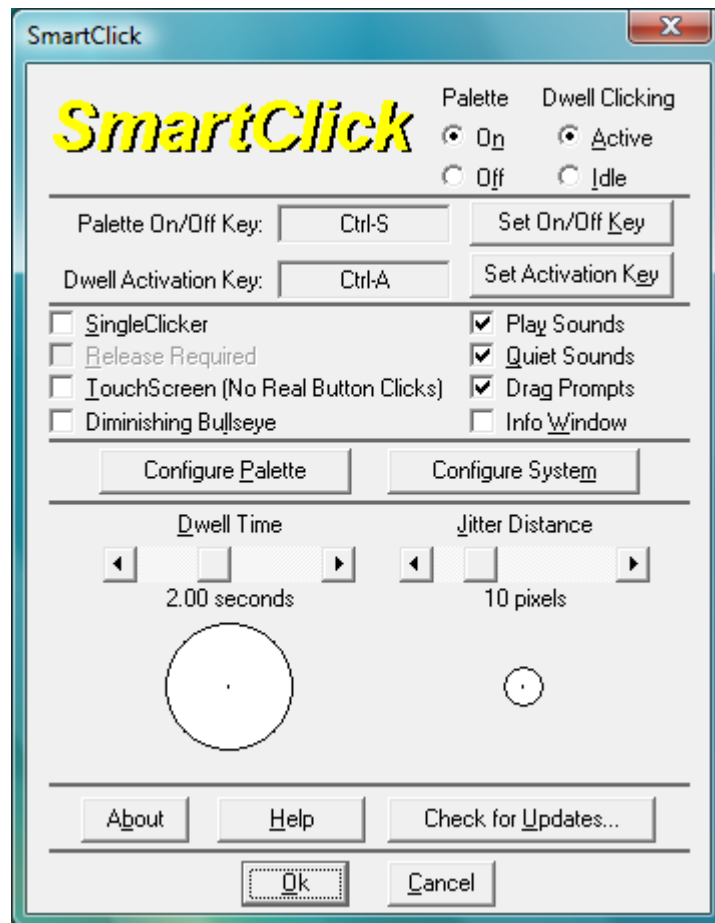 SmartClick
SmartClick
Palette Dwell Clicking
On Active
Off Idle
Palette On/Off Key: Ctrl-S Set On/Off Key
Dwell Activation Key: Ctrl-A Set Activation Key
SingleClicker Play Sounds
Release Required Quiet Sounds
TouchScreen (No Real Button Clicks) Drag Prompts
Diminishing Bullseye Info Window
Configure Palette Configure System
Dwell Time Jitter Distance
2.00 seconds 10 pixels
About Help Check for Updates...
Ok Cancel